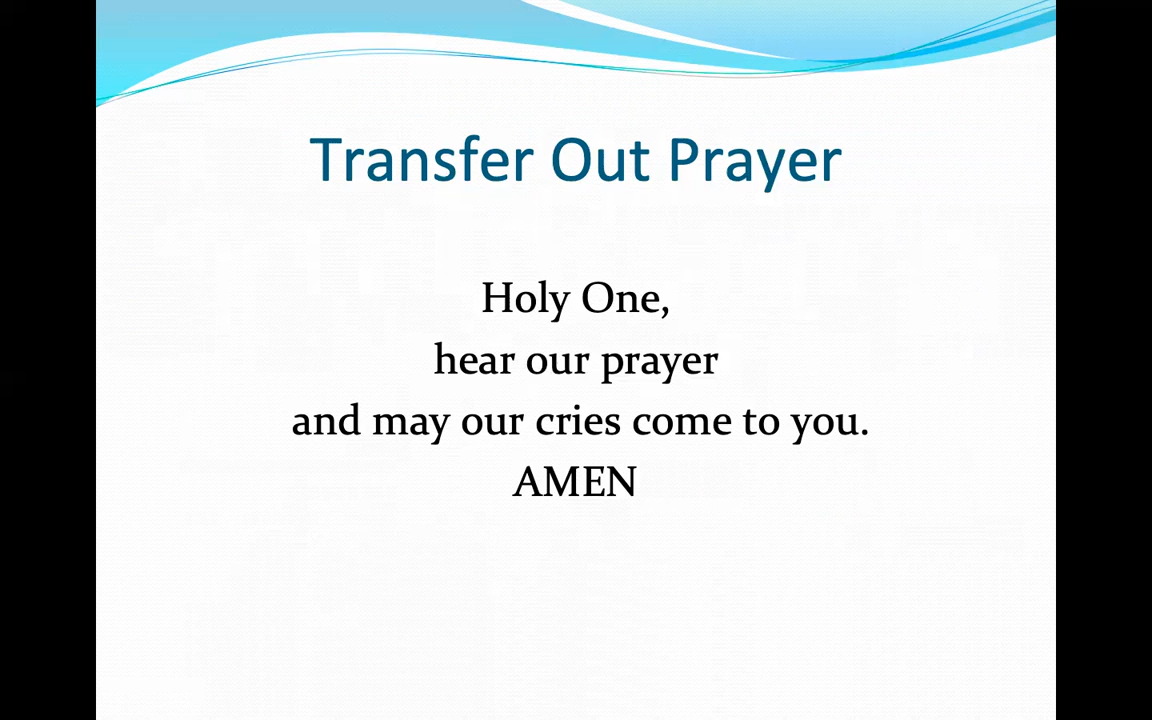 Transfer Out Prayer
Holy One,
hear our prayer
and may our cries come to you.
AMEN